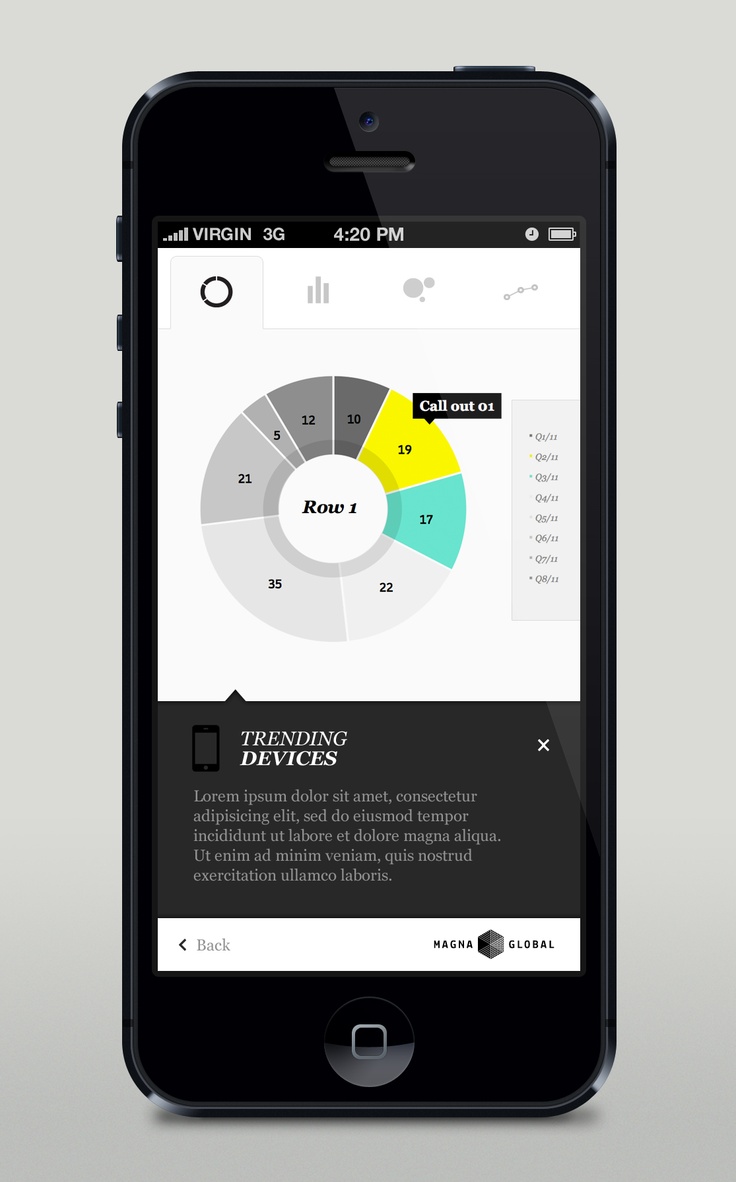 VIRGIN 3G 4:20 PM
12
10
5
19
21
17
35
22
Call out 01
Row 1
Q1/11
Q2/11
Q3/11
Q4/11
Q5/11
Q6/11
Q7/11
Q8/11
TRENDING
DEVICES
Lorem ipsum dolor sit amet, consectetur
adipisicing elit, sed do eiusmod tempor
incididunt ut labore et dolore magna aliqua.
Ut enim ad minim veniam, quis nostrud
exercitation ullamco laboris.
Back
MAGNA GLOBAL